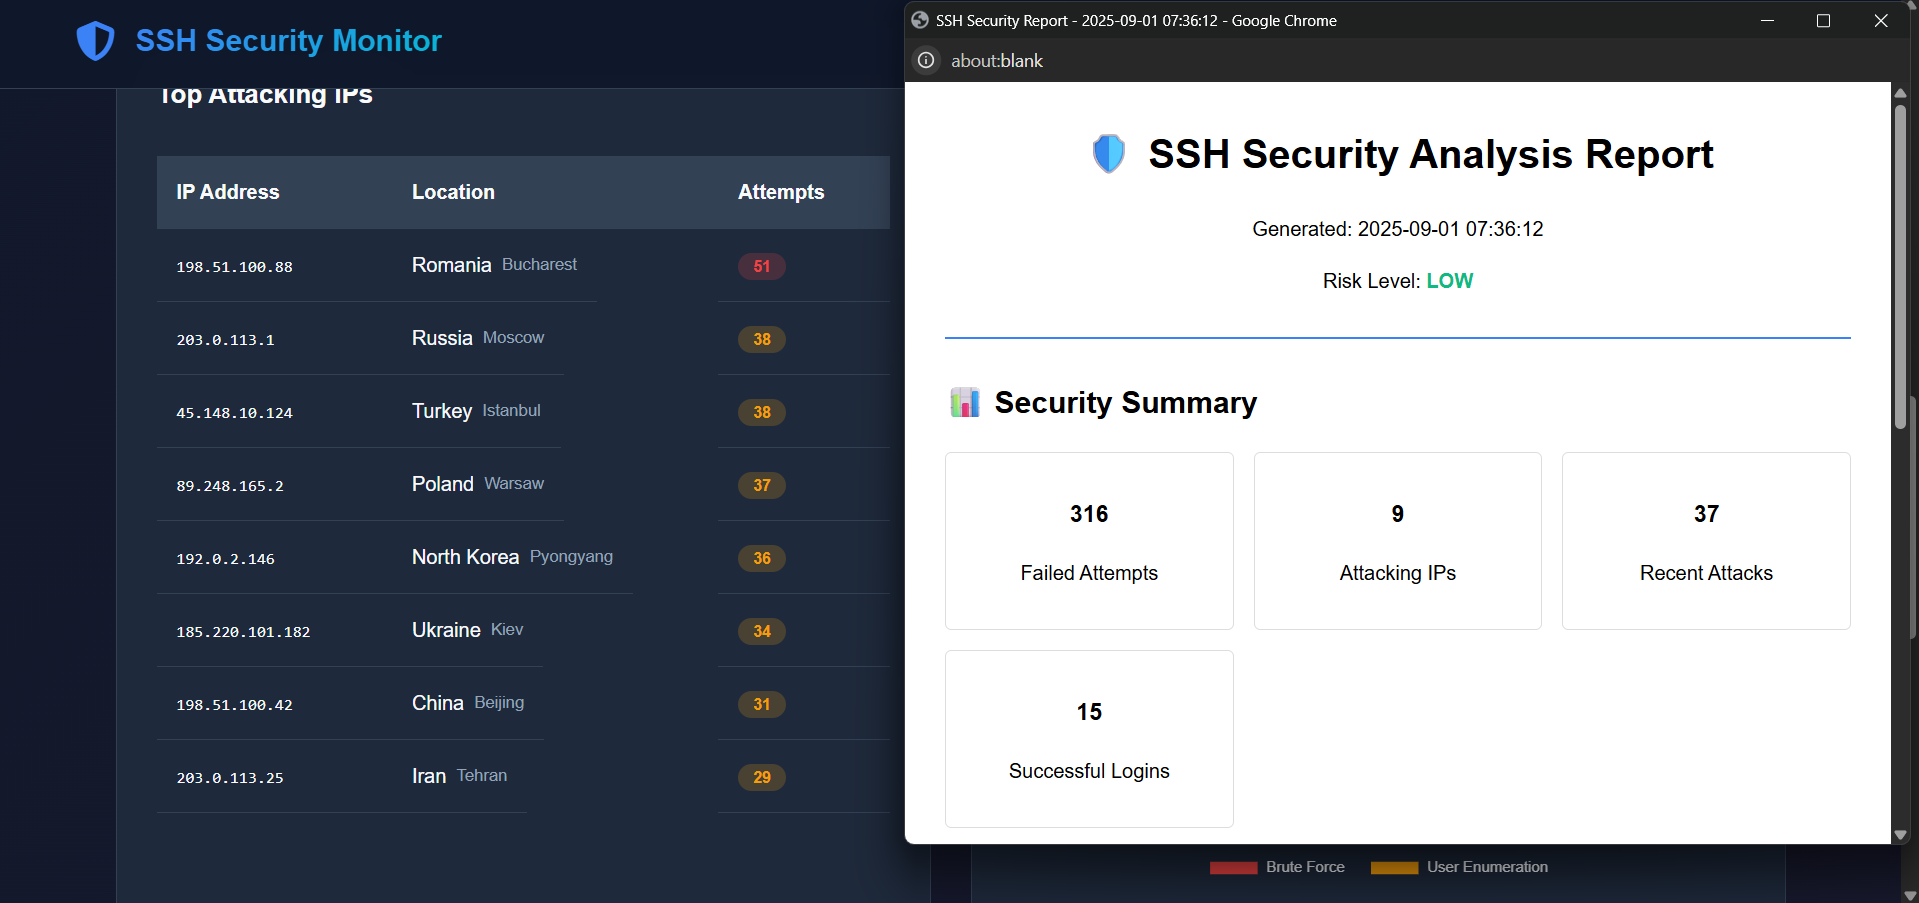 SSH Security Monitor
Top Attacking IPs
IP Address Location Attempts
198.51.100.88 Romania Bucharest 51
203.0.113.1 Russia Moscow 38
45.148.10.124 Turkey Istanbul 38
89.248.165.2 Poland Warsaw 37
192.0.2.146 North Korea Pyongyang 36
185.220.101.182 Ukraine Kiev 34
198.51.100.42 China Beijing 31
203.0.113.25 Iran Tehran 29
SSH Security Report - 2025-09-01 07:36:12 - Google Chrome
about:blank
SSH Security Analysis Report
Generated: 2025-09-01 07:36:12
Risk Level: LOW
Security Summary
316
Failed Attempts
9
Attacking IPs
37
Recent Attacks
15
Successful Logins
Brute Force User Enumeration